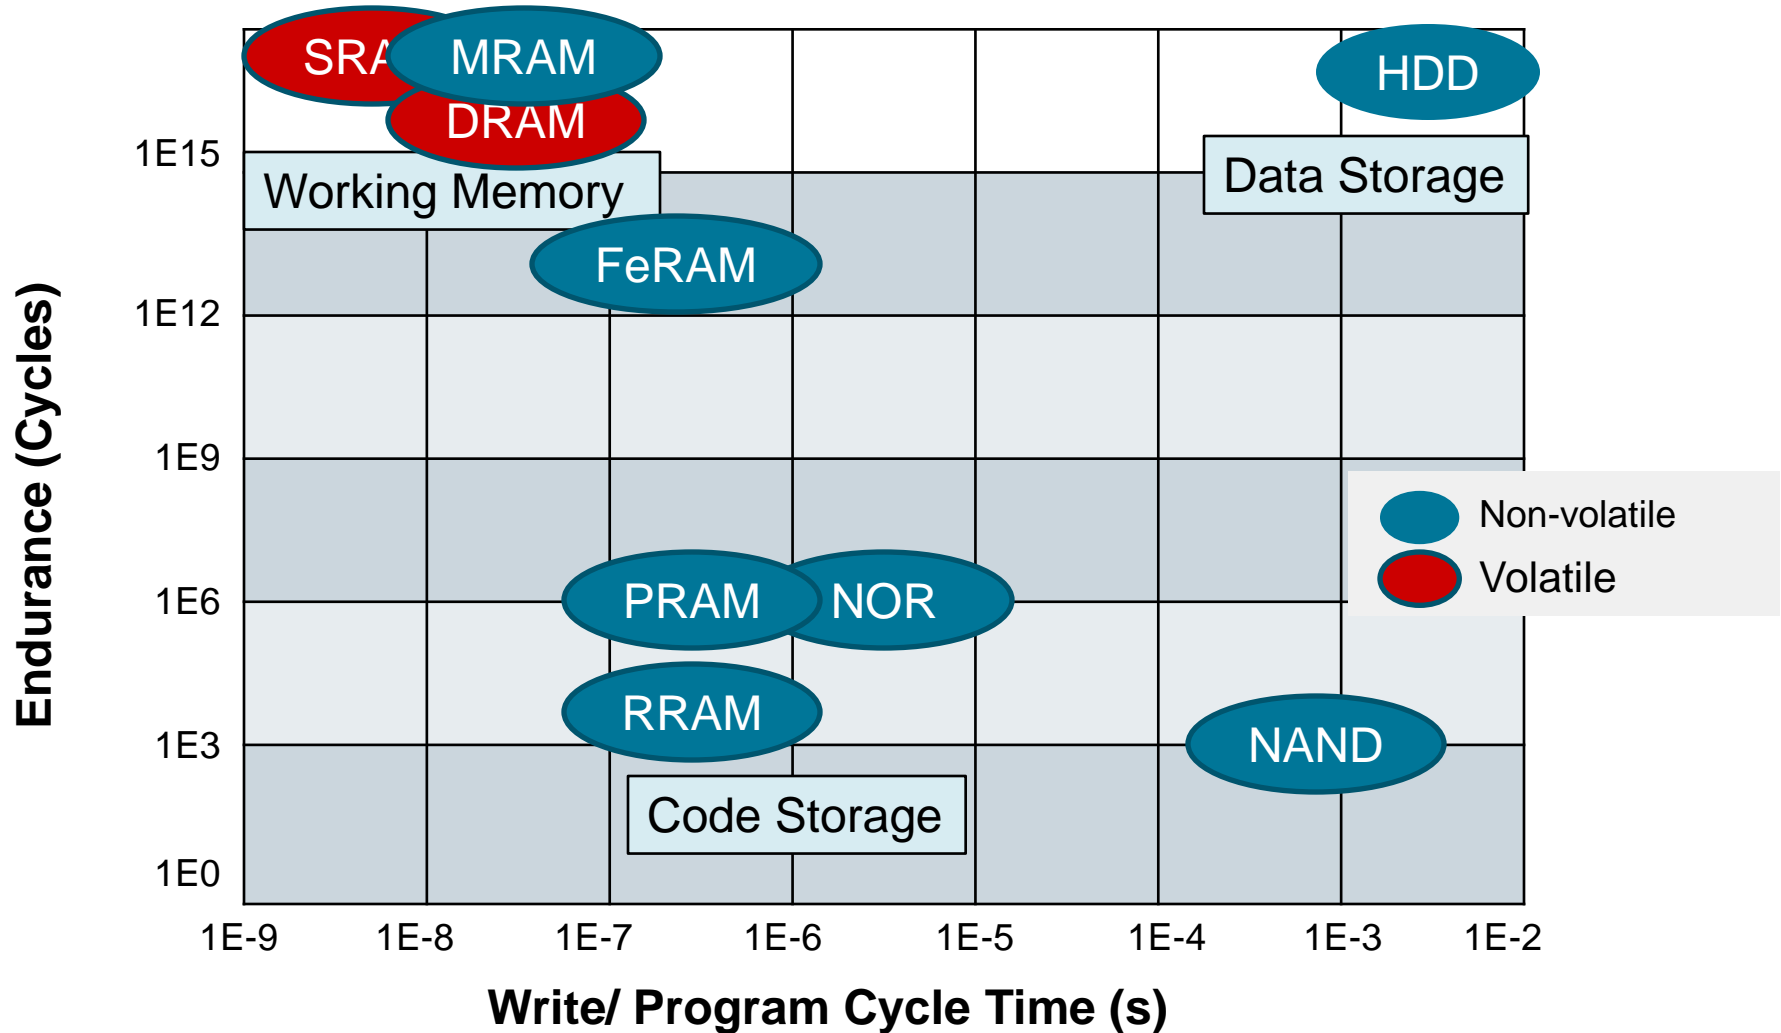 SRA
MRAM
HDD
DRAM
1E15
Working Memory
Data Storage
FeRAM
1E12
Endurance (Cycles)
1E9
Non-volatile
Volatile
1E6
PRAM
NOR
RRAM
1E3
NAND
Code Storage
1E0
1E-9
1E-8
1E-7
1E-6
1E-5
1E-4
1E-3
1E-2
Write/ Program Cycle Time (s)